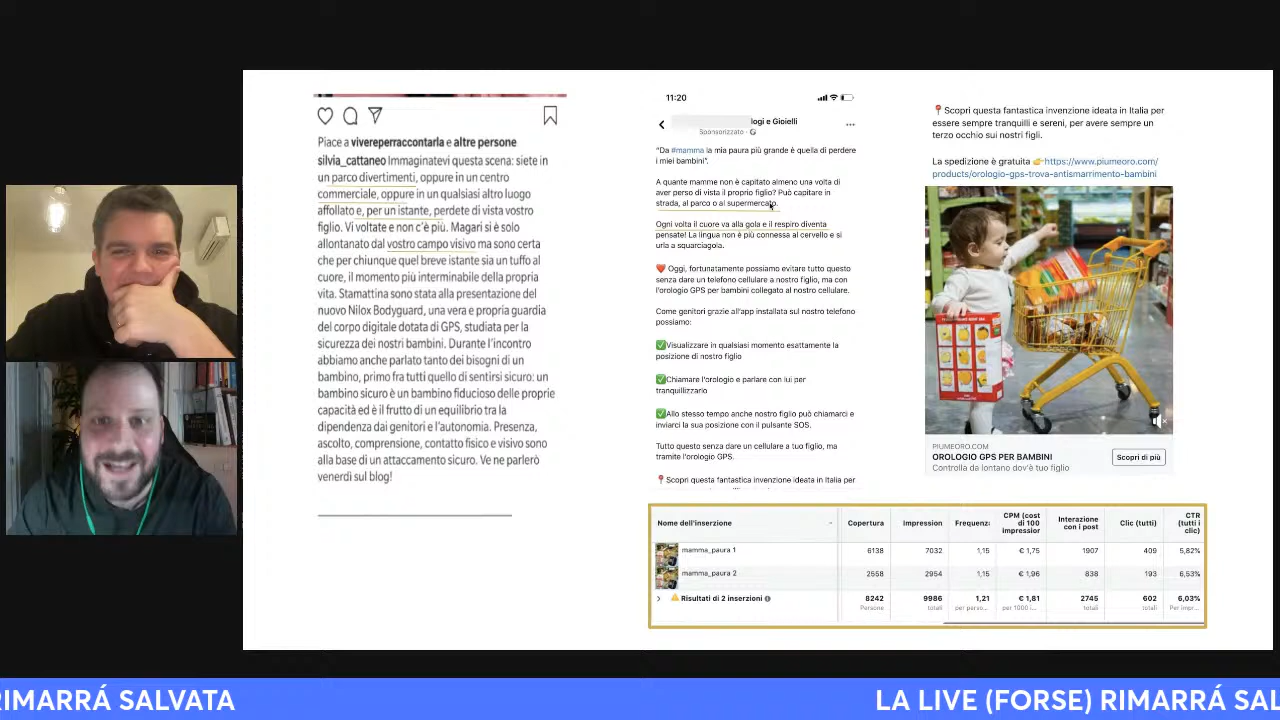 Piace a vivereperraccontarla e altre persone
silvia_cattaneo Immaginatevi questa scena: siete in
un parco divertimenti, oppure in un centro
commerciale, oppure in un qualsiasi altro luogo
affollato e, per un istante, perdete di vista vostro
figlio. Vi voltate e non c'è più. Magari si è solo
allontanato dal vostro campo visivo ma sono certa
che per chiunque quel breve istante sia un tuffo al
cuore, il momento più interminabile della propria
vita. Stamattina sono stata alla presentazione del
nuovo Nilox Bodyguard, una vera e propria guardia
del corpo digitale dotata di GPS, studiata per la
sicurezza dei nostri bambini. Durante l'incontro
abbiamo anche parlato tanto dei bisogni di un
bambino, primo fra tutti quello di sentirsi sicuro: un
bambino sicuro è un bambino fiducioso delle proprie
capacità ed è il frutto di un equilibrio tra la
dipendenza dai genitori e l'autonomia. Presenza,
ascolto, comprensione, contatto fisico e visivo sono
alla base di un attaccamento sicuro. Ve ne parlerò
venerdì sul blog!
11:20
logi e Gioielli
Sponsorizzato ·
"Da #mamma la mia paura più grande è quella di perdere
i miei bambini".
A quante mamme non è capitato almeno una volta di
aver perso di vista il proprio figlio? Può capitare in
strada, al parco o al supermercato.
Ogni volta il cuore va alla gola e il respiro diventa
pensate! La lingua non è più connessa al cervello e si
urla a squarciagola.
❤️ Oggi, fortunatamente possiamo evitare tutto questo
senza dare un telefono cellulare a nostro figlio, ma con
l'orologio GPS per bambini collegato al nostro cellulare.
Come genitori grazie all'app installata sul nostro telefono
possiamo:
✅Visualizzare in qualsiasi momento esattamente la
posizione di nostro figlio
✅Chiamare l'orologio e parlare con lui per
tranquillizzarlo
✅Allo stesso tempo anche nostro figlio può chiamarci e
inviarci la sua posizione con il pulsante SOS.
Tutto questo senza dare un cellulare a tuo figlio, ma
tramite l'orologio GPS.
📍Scopri questa fantastica invenzione ideata in Italia per
📍Scopri questa fantastica invenzione ideata in Italia per
essere sempre tranquilli e sereni, per avere sempre un
terzo occhio sui nostri figli.
La spedizione è gratuita 👉https://www.piumeoro.com/
products/orologio-gps-trova-antismarrimento-bambini
PIUMEORO.COM
OROLOGIO GPS PER BAMBINI
Controlla da lontano dov'è tuo figlio
Scopri di più
Nome dell'inserzione Copertura Impression Frequenz: CPM (cost di 100 impression Interazione con i post Clic (tutti) CTR (tutti i clic)
mamma_paura 1 6138 7032 1,15 € 1,75 1907 409 5,82%
mamma_paura 2 2558 2954 1,15 € 1,96 838 193 6,53%
Risultati di 2 inserzioni 8242 9986 1,21 € 1,81 2745 602 6,03%
Persone totali per perso... per 1000 i... totali totali Per impr...
RIMARRÁ SALVATA LA LIVE (FORSE) RIMARRÁ SAL